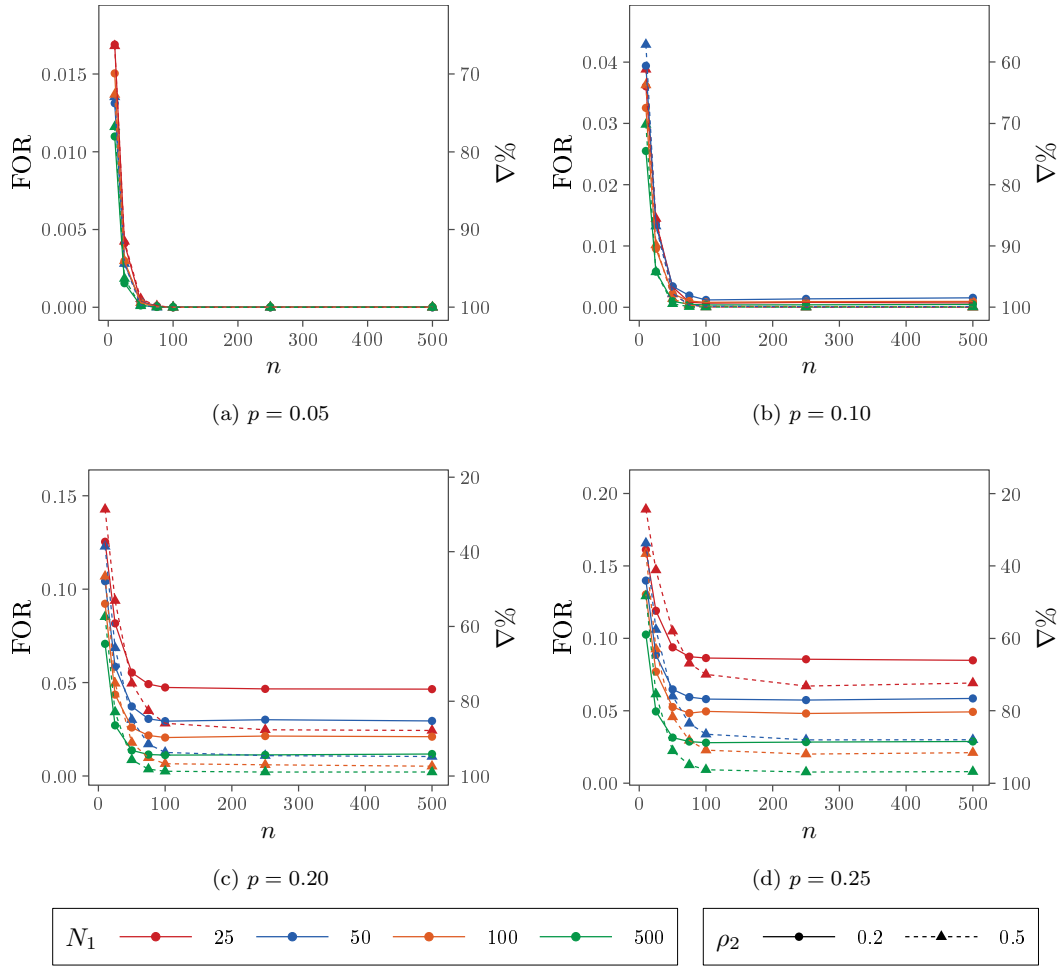 0.015
0.010
0.005
0.000
FOR
70
80
90
100
∇%
0 100 200 300 400 500
n
(a) p = 0.05
0.04
0.03
0.02
0.01
0.00
FOR
60
70
80
90
100
∇%
0 100 200 300 400 500
n
(b) p = 0.10
0.15
0.10
0.05
0.00
FOR
20
40
60
80
100
∇%
0 100 200 300 400 500
n
(c) p = 0.20
0.20
0.15
0.10
0.05
0.00
FOR
20
40
60
80
100
∇%
0 100 200 300 400 500
n
(d) p = 0.25
N₁ 25 50 100 500
ρ₂ 0.2 0.5